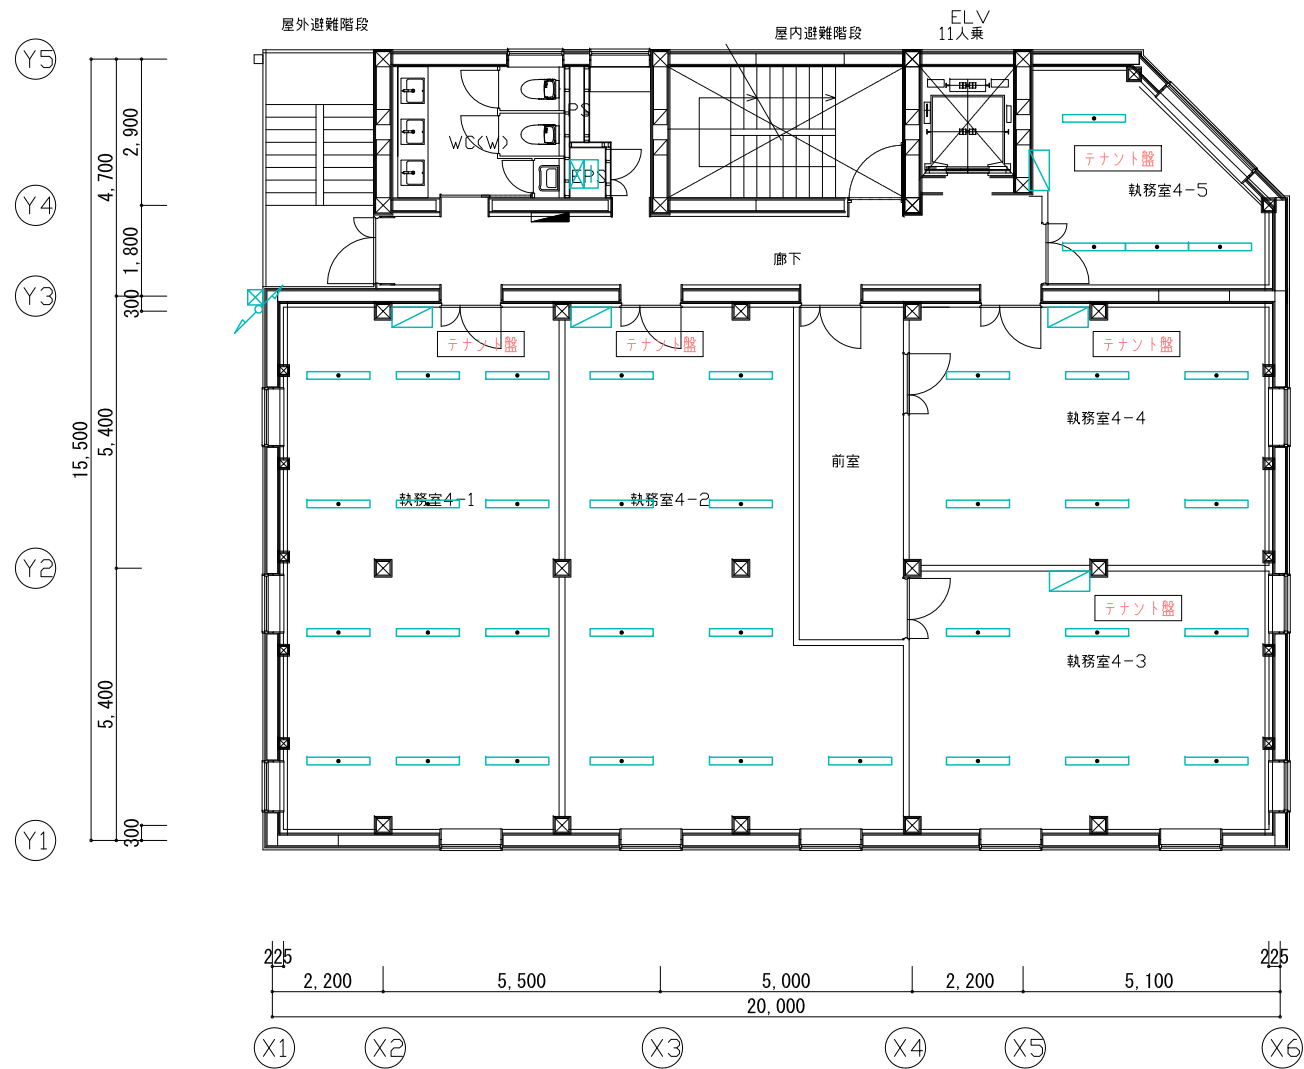 屋外避難階段
屋内避難階段
ELV
11人乗
Y5
Y4
Y3
Y2
Y1
2,900
4,700
1,800
300
15,500
5,400
5,400
300
WC(W)
PS
EPS
廊下
テナント盤
執務室4-5
テナント盤
テナント盤
テナント盤
執務室4-4
前室
執務室4-1
執務室4-2
テナント盤
執務室4-3
225
2,200
5,500
5,000
2,200
5,100
225
20,000
X1
X2
X3
X4
X5
X6